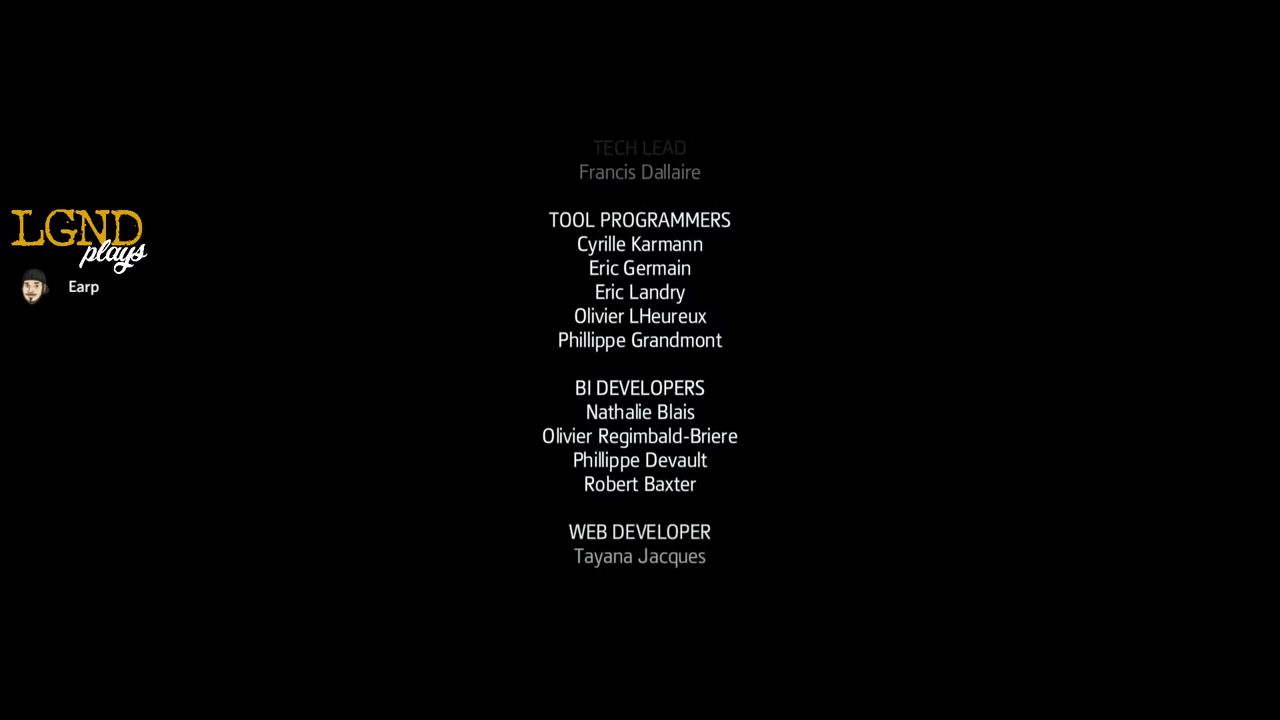 TECH LEAD
Francis Dallaire
TOOL PROGRAMMERS
Cyrille Karmann
Eric Germain
Eric Landry
Olivier LHeureux
Phillippe Grandmont
BI DEVELOPERS
Nathalie Blais
Olivier Regimbald-Briere
Phillippe Devault
Robert Baxter
WEB DEVELOPER
Tayana Jacques
LGND
plays
Earp